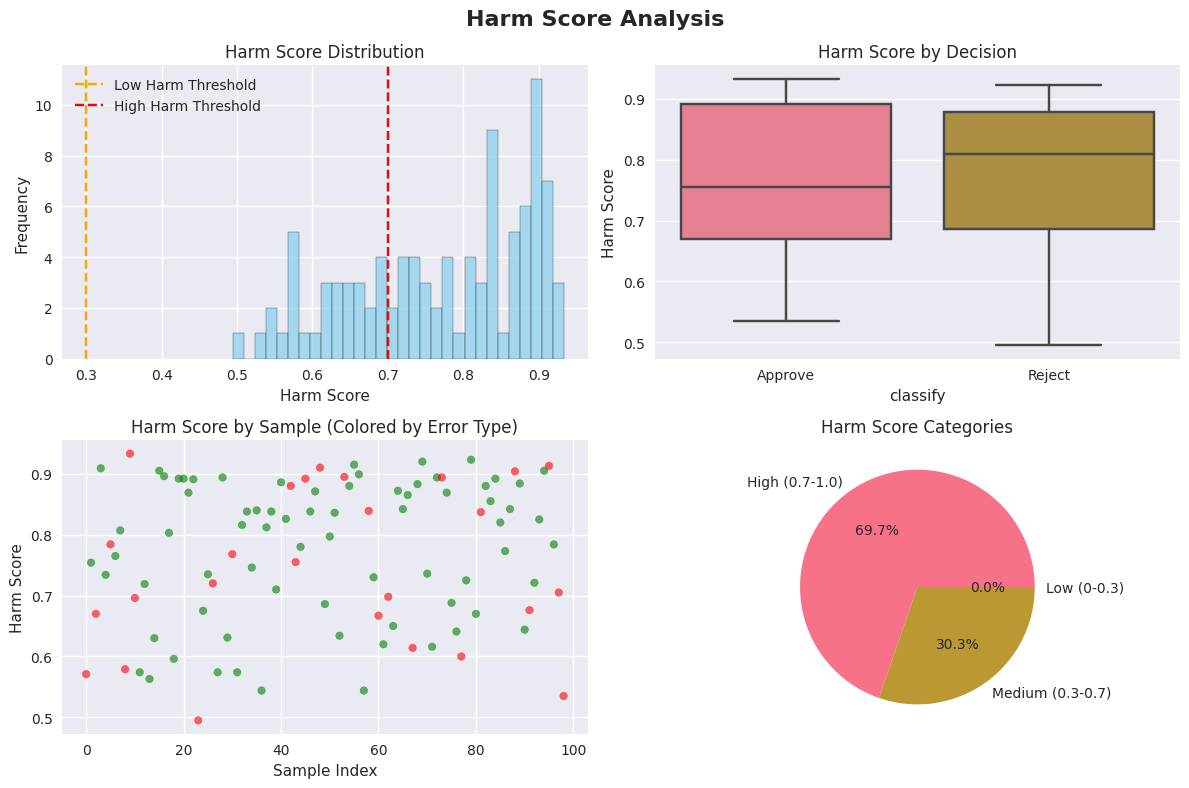 Harm Score Analysis
Harm Score Distribution
Low Harm Threshold
High Harm Threshold
10
8
6
4
2
0
Frequency
0.3 0.4 0.5 0.6 0.7 0.8 0.9
Harm Score
Harm Score by Decision
0.9
0.8
0.7
0.6
0.5
Harm Score
Approve Reject
classify
Harm Score by Sample (Colored by Error Type)
0.9
0.8
0.7
0.6
0.5
Harm Score
0 20 40 60 80 100
Sample Index
Harm Score Categories
High (0.7-1.0)
69.7%
0.0% Low (0-0.3)
30.3%
Medium (0.3-0.7)